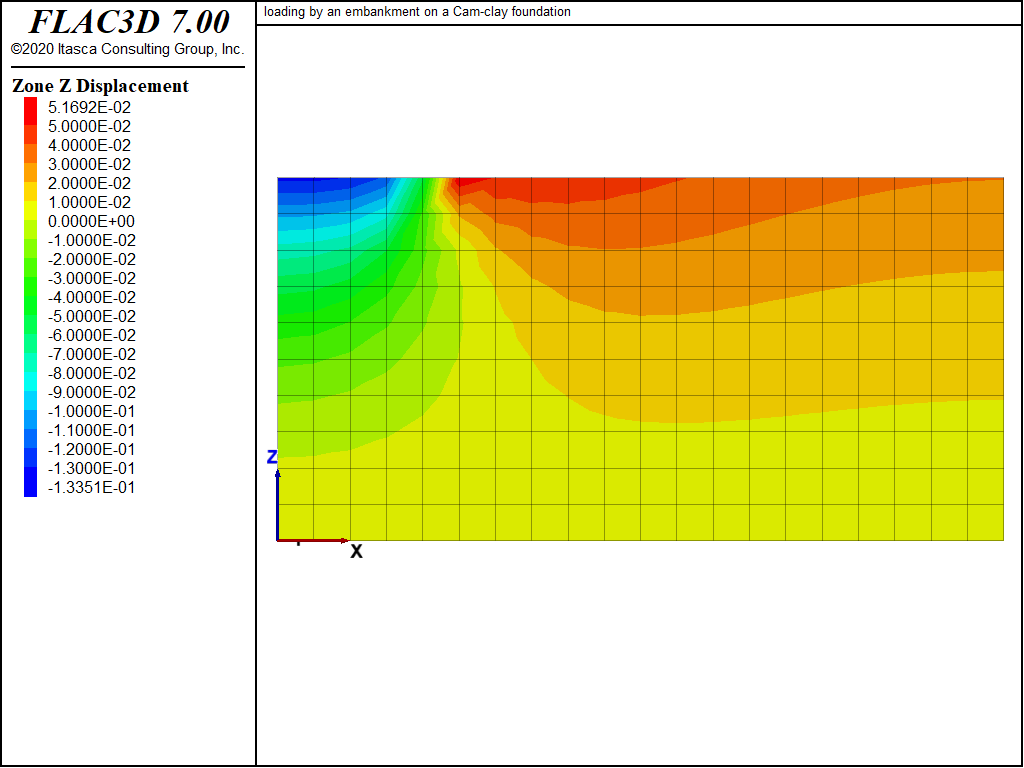 FLAC3D 7.00
©2020 Itasca Consulting Group, Inc.
Zone Z Displacement
5.1692E-02
5.0000E-02
4.0000E-02
3.0000E-02
2.0000E-02
1.0000E-02
0.0000E+00
-1.0000E-02
-2.0000E-02
-3.0000E-02
-4.0000E-02
-5.0000E-02
-6.0000E-02
-7.0000E-02
-8.0000E-02
-9.0000E-02
-1.0000E-01
-1.1000E-01
-1.2000E-01
-1.3000E-01
-1.3351E-01
loading by an embankment on a Cam-clay foundation
Z
X